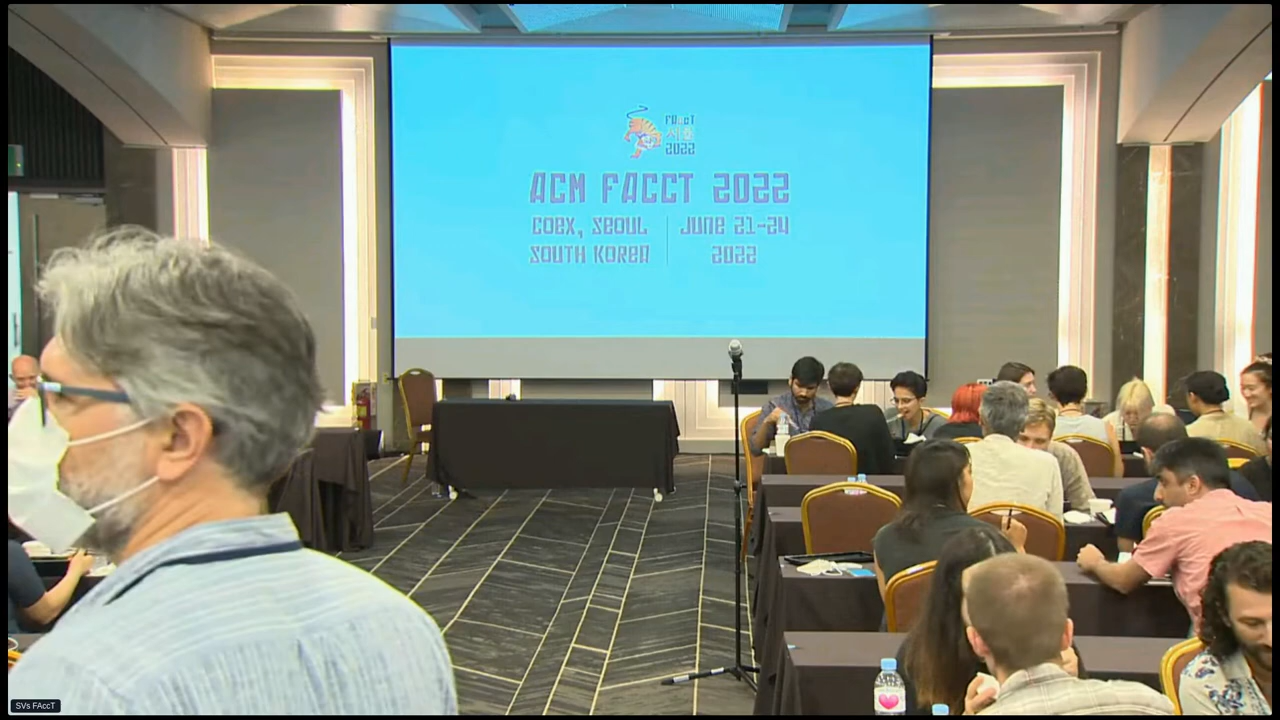 FAccT
서울
2022
ACM FACCT 2022
COEX, SEOUL
SOUTH KOREA
JUNE 21-24
2022
SVs FAccT